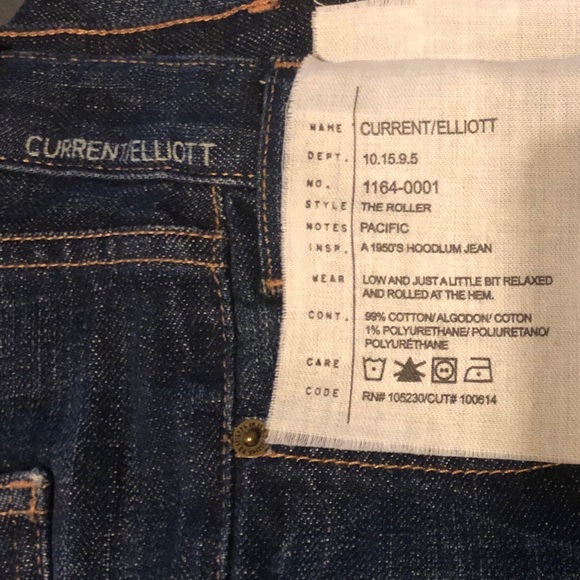 CURRENT/ELLIOTT
NAME CURRENT/ELLIOTT
DEPT. 10.15.9.5
NO. 1164-0001
STYLE THE ROLLER
NOTES PACIFIC
INSP. A 1950'S HOODLUM JEAN
WEAR LOW AND JUST A LITTLE BIT RELAXED
AND ROLLED AT THE HEM.
CONT. 99% COTTON/ ALGODON/ COTON
1% POLYURETHANE/ POLIURETANO/
POLYURÉTHANE
CARE
CODE RN# 105230/CUT# 100614